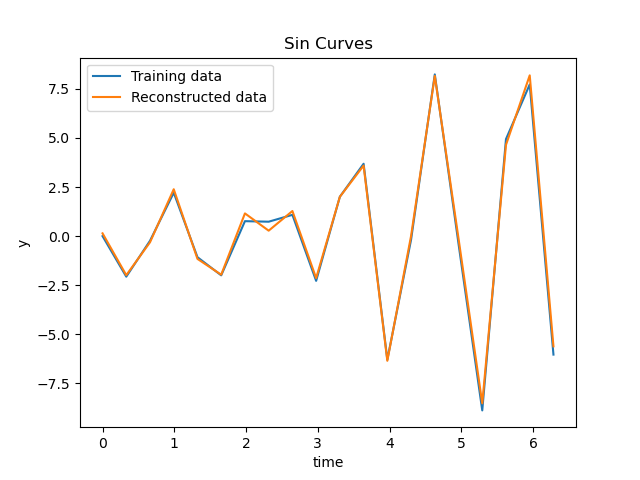 Sin Curves
Training data
Reconstructed data
7.5
5.0
2.5
0.0
−2.5
−5.0
−7.5
y
0 1 2 3 4 5 6
time